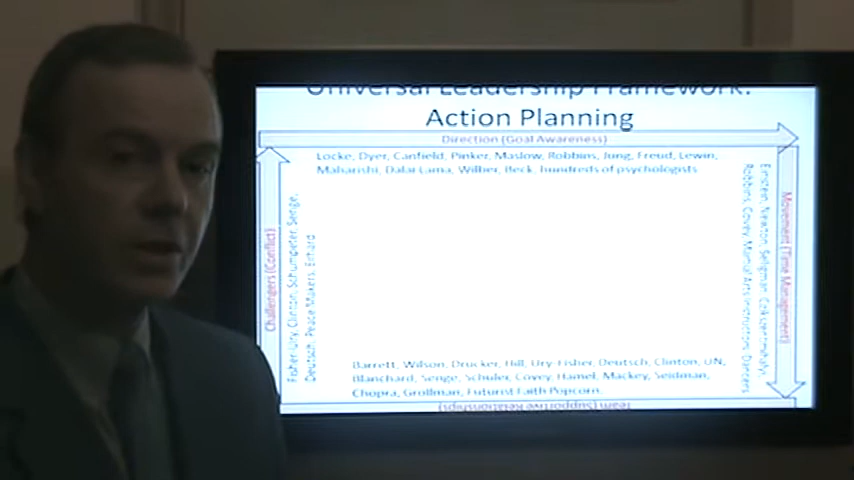 Universal Leadership Framework:
Action Planning
Direction (Goal Awareness)
Locke, Dyer, Canfield, Pinker, Maslow, Robbins, Jung, Freud, Lewin,
Maharishi, Dalai Lama, Wilber, Beck, hundreds of psychologists
Challengers (Conflict)
Fisher-Ury, Clinton, Schumpeter, Senge,
Deutsch, Peace Makers, Erhard
Einstein, Newton, Seligman, Czikszentmihalyi
Robbins, Covey, Martial Arts Instructors, Dancers
Movement (Time Management)
Barrett, Wilson, Drucker, Hill, Ury-Fisher, Deutsch, Clinton, UN,
Blanchard, Senge, Schuler, Covey, Hamel, Mackey, Seidman,
Chopra, Grollman, Futurist Faith Popcorn
Team (Supportive Relationships)